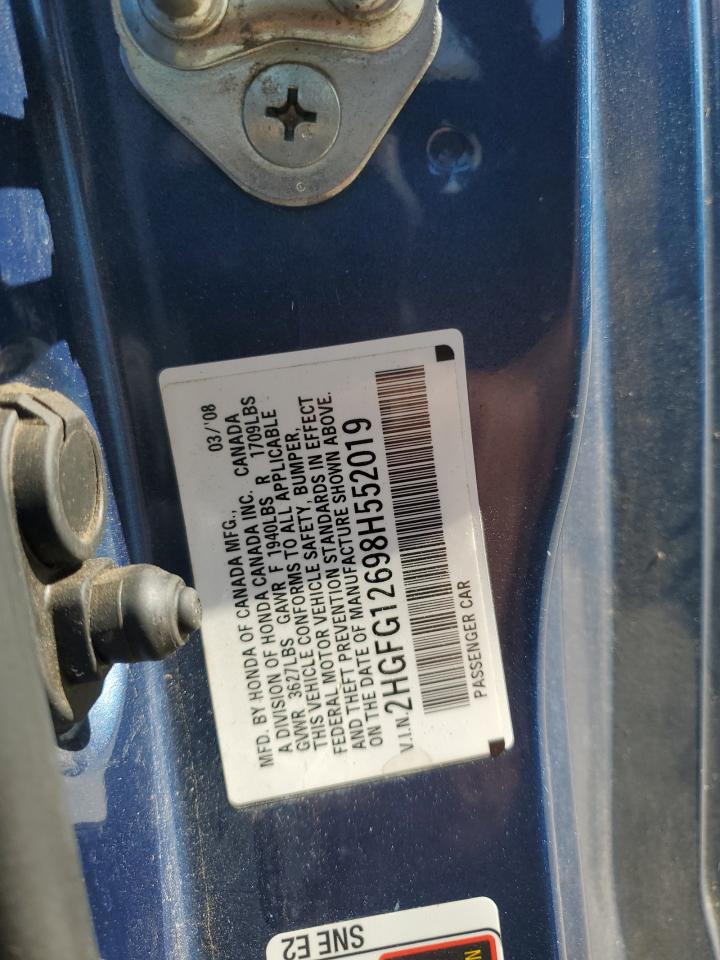 MFD. BY HONDA OF CANADA MFG., 03/'08
A DIVISION OF HONDA CANADA INC. CANADA
GVWR 3627LBS GAWR F 1940LBS R 1709LBS
THIS VEHICLE CONFORMS TO ALL APPLICABLE
FEDERAL MOTOR VEHICLE SAFETY, BUMPER,
AND THEFT PREVENTION STANDARDS IN EFFECT
ON THE DATE OF MANUFACTURE SHOWN ABOVE.
V.I.N. 2HGFG12698H552019
PASSENGER CAR
SNE E2